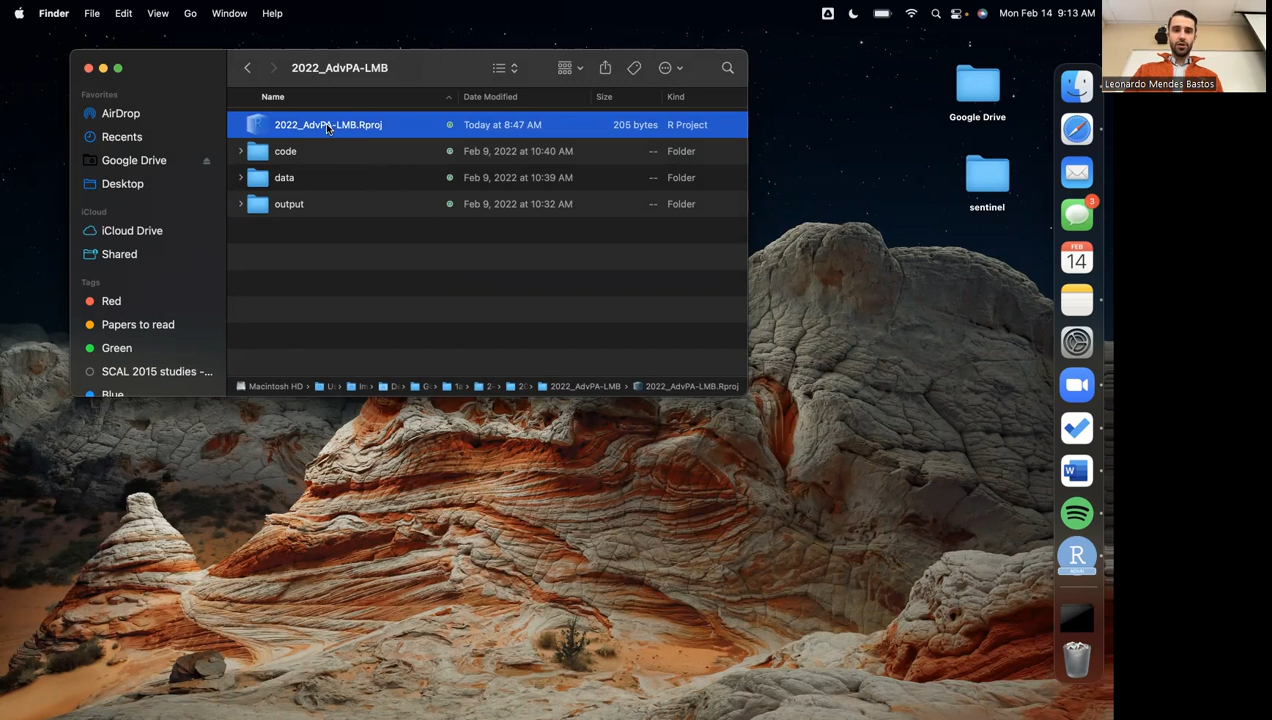 Finder File Edit View Go Window Help
Mon Feb 14 9:13 AM
Leonardo Mendes Bastos
2022_AdvPA-LMB
Favorites
AirDrop
Recents
Google Drive
Desktop
iCloud
iCloud Drive
Shared
Tags
Red
Papers to read
Green
SCAL 2015 studies -...
Blue
Name Date Modified Size Kind
2022_AdvPA-LMB.Rproj Today at 8:47 AM 205 bytes R Project
code Feb 9, 2022 at 10:40 AM -- Folder
data Feb 9, 2022 at 10:39 AM -- Folder
output Feb 9, 2022 at 10:32 AM -- Folder
Macintosh HD › U › 2022_AdvPA-LMB › 2022_AdvPA-LMB.Rproj
Google Drive
sentinel
3
FEB
14
W
R